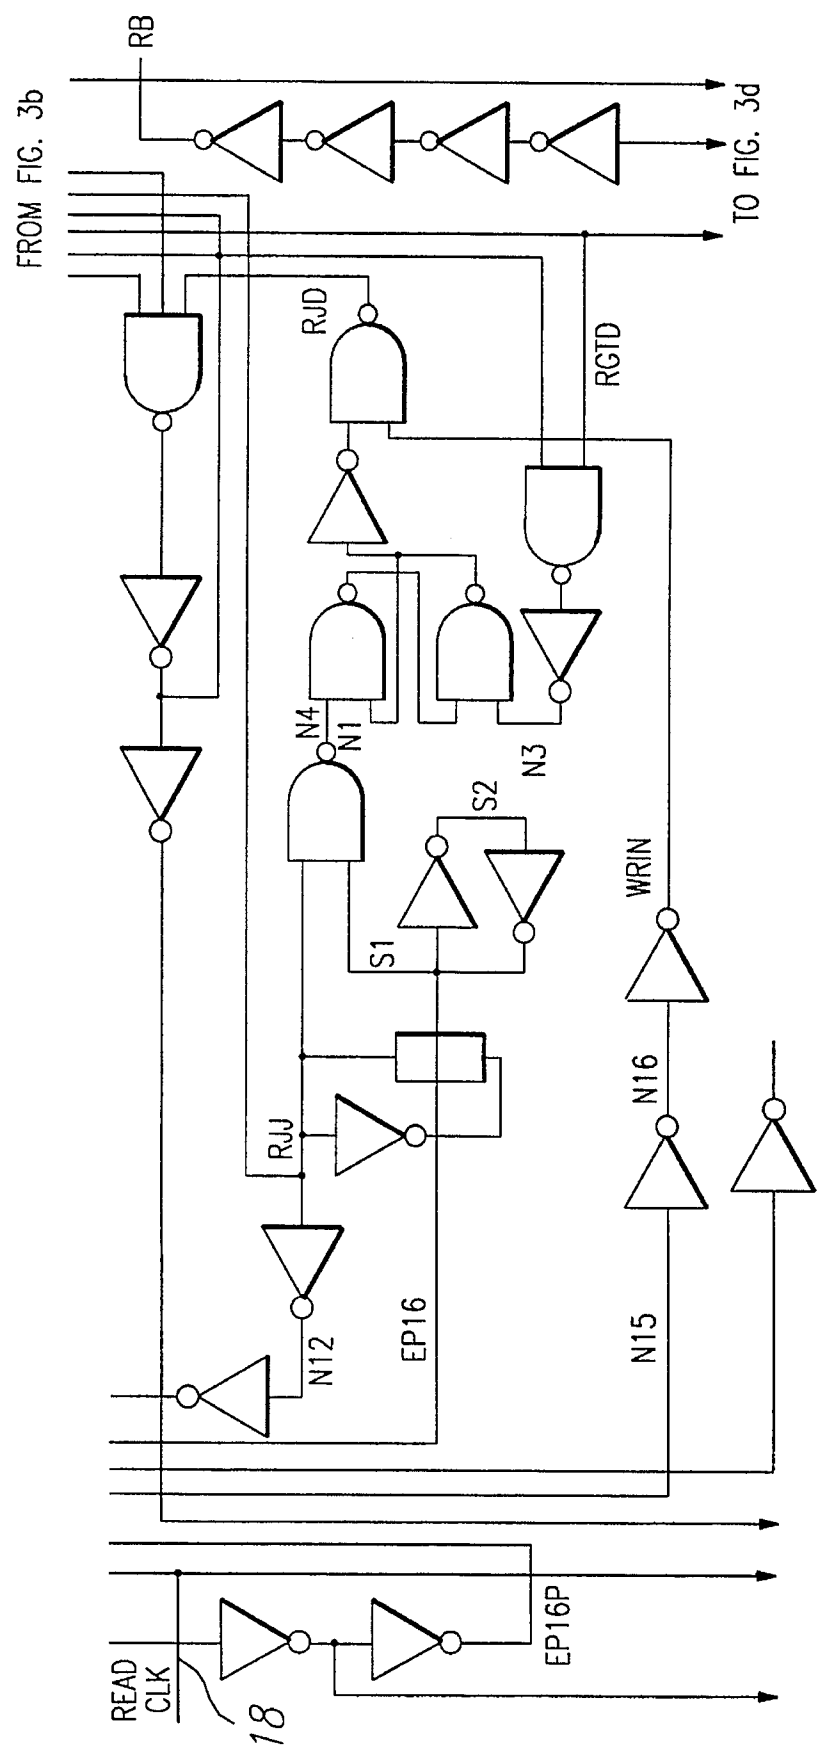 FROM FIG. 3b
RB
TO FIG. 3d
RJD
RGTD
N4
N1
N3
S2
S1
WRIN
RJJ
N16
N12
EP16
N15
READ
CLK
18
EP16P